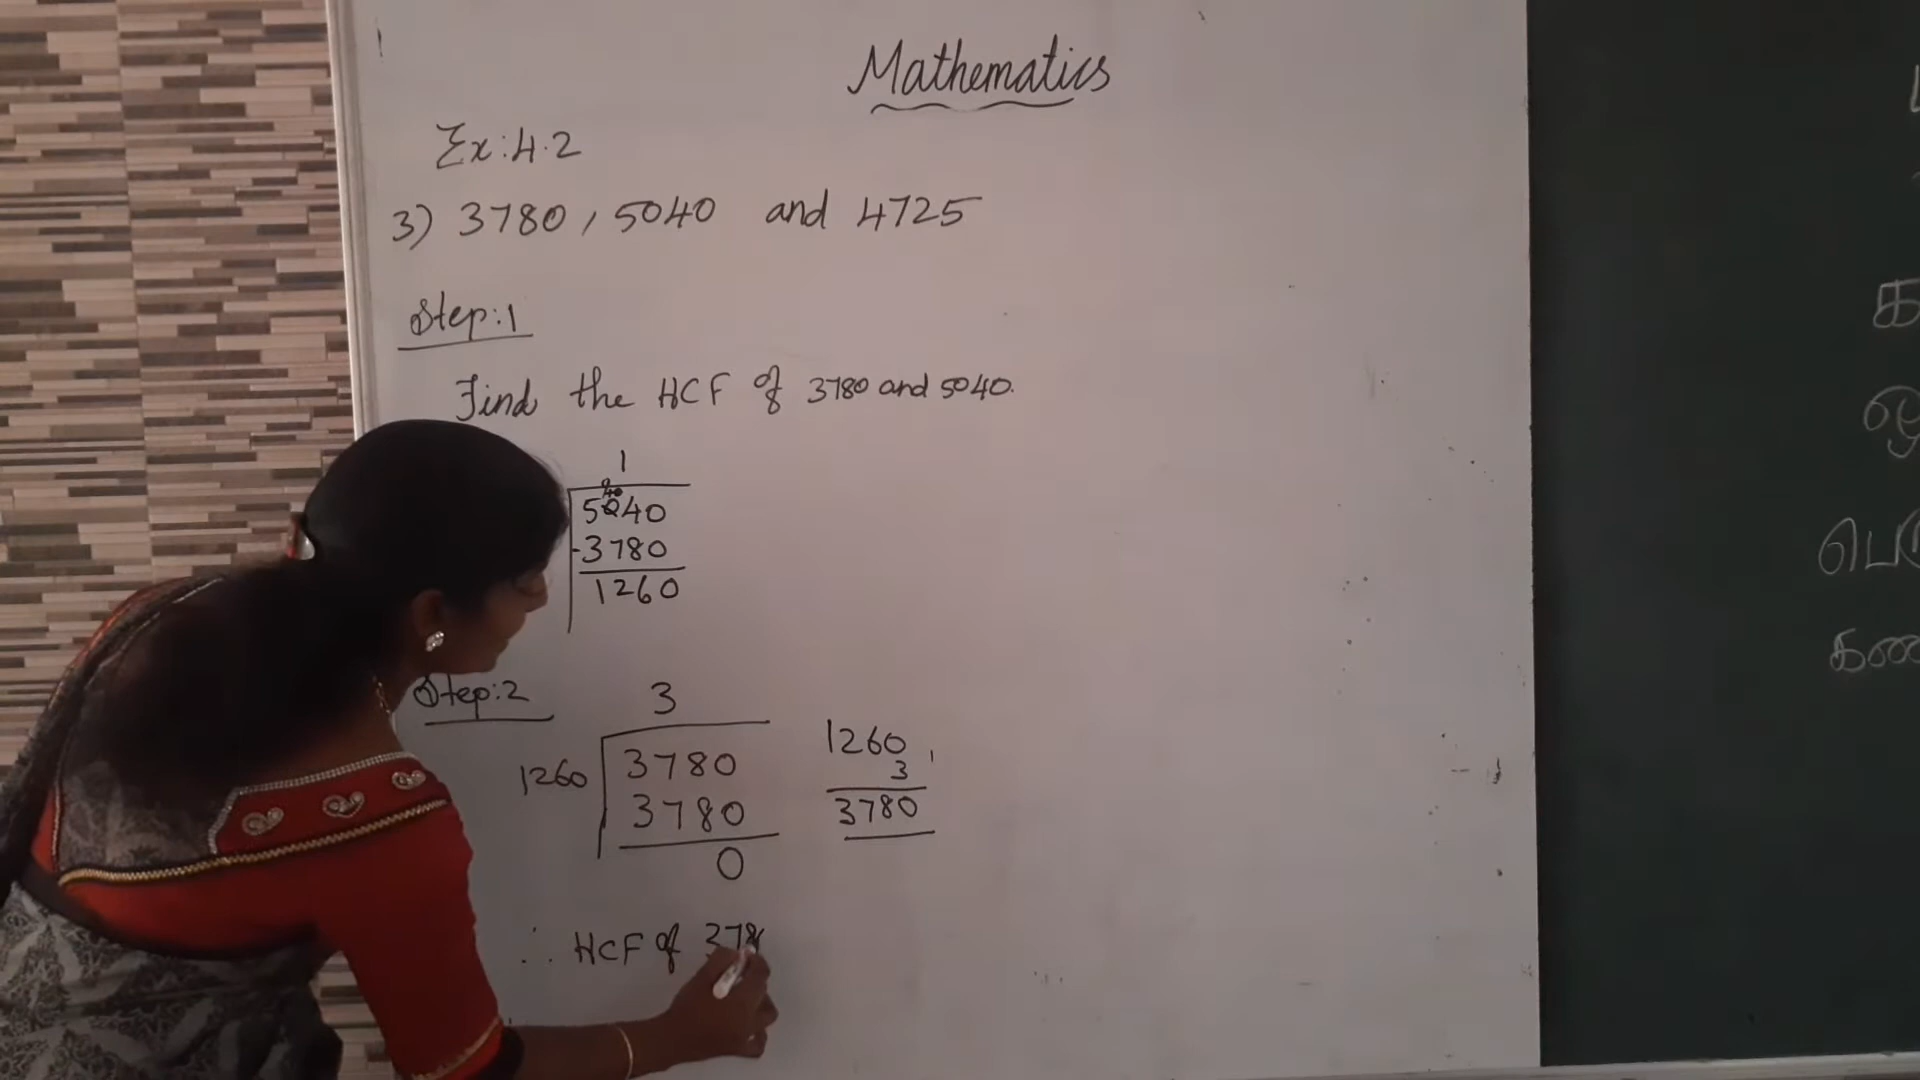 Mathematics
Ex:4.2
3) 3780, 5040 and 4725
Step:1
Find the HCF of 3780 and 5040.
1
5040
-3780
1260
Step:2
3
1260 3780
3780
0
1260
3
3780
∴ HCF of 378